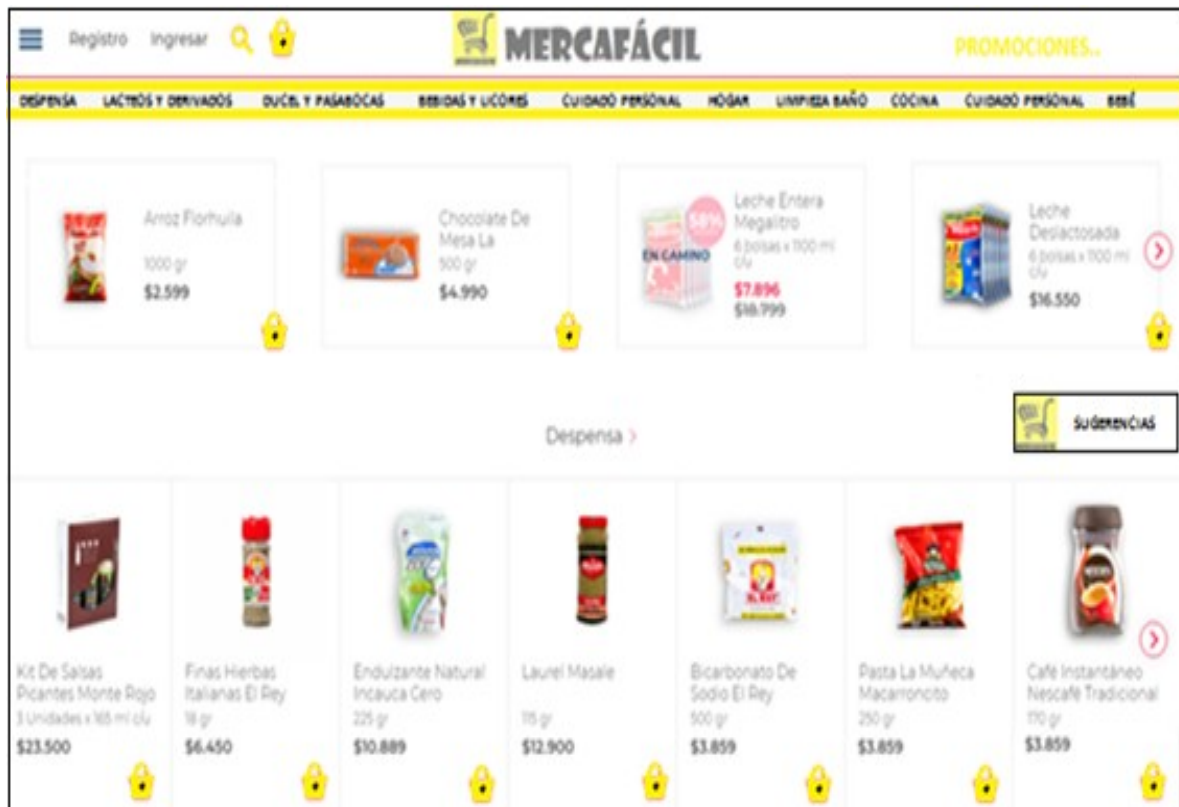 Registro Ingresar MERCAFÁCIL PROMOCIONES..
DESPENSA LACTEOS Y DERIVADOS DUCEL Y PASABOCAS BEBIDAS Y LICORES CUIDADO PERSONAL HOGAR LIMPIEZA BAÑO COCINA CUIDADO PERSONAL BEBÉ
Arroz Florhuila
1000 gr
$2.599
Chocolate De
Mesa La
500 gr
$4.990
58%
EN CAMINO
Leche Entera
Megalitro
6 bolsas x 1100 ml
c/u
$7.896
$18.799
Leche
Deslactosada
6 bolsas x 1100 ml
c/u
$16.550
SUGERENCIAS
Despensa >
Kit De Salsas
Picantes Monte Rojo
3 Unidades x 165 ml c/u
$23.500
Finas Hierbas
Italianas El Rey
18 gr
$6.450
Endulzante Natural
Incauca Cero
225 gr
$10.889
Laurel Masale
115 gr
$12.900
EL REY
Bicarbonato De
Sodio El Rey
500 gr
$3.859
Pasta La Muñeca
Macarroncito
250 gr
$3.859
NESCAFÉ
Café Instantáneo
Nescafé Tradicional
170 gr
$3.859